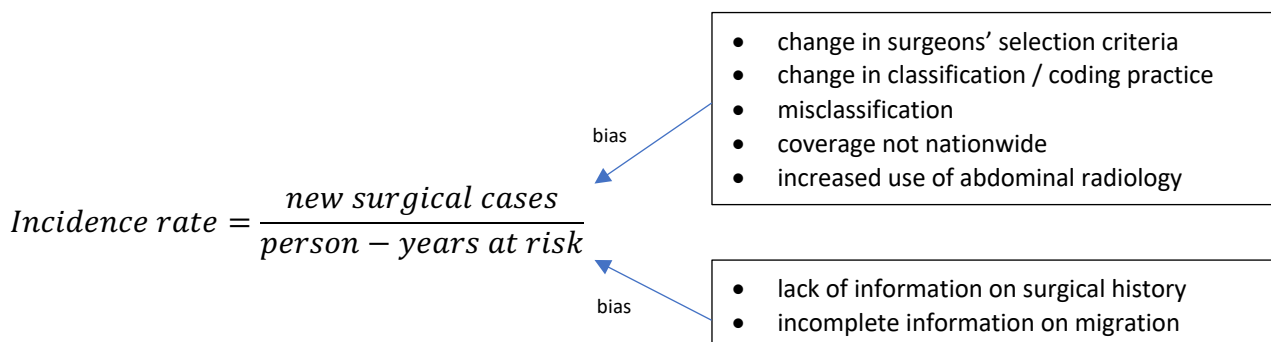 • change in surgeons’ selection criteria
• change in classification / coding practice
• misclassification
• coverage not nationwide
• increased use of abdominal radiology
bias
Incidence rate = new surgical cases / person − years at risk
bias
• lack of information on surgical history
• incomplete information on migration